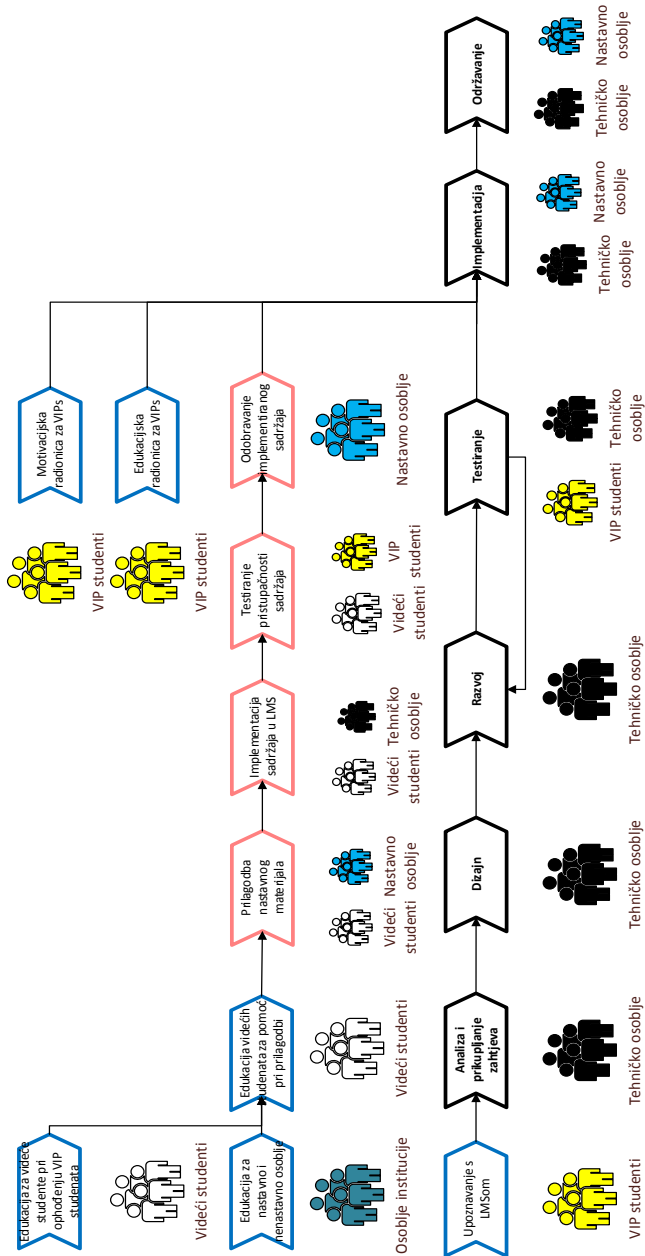 Edukacija za videće
studente pri
ophođenju VIP
studenata
Videći studenti
VIP studenti
Motivacijska
radionica za VIPs
VIP studenti
Edukacijska
radionica za VIPs
Edukacija za
nastavno i
nenastavno osoblje
Osoblje institucije
Edukacija videćih
studenata za pomoć
pri prilagodbi
Videći studenti
Prilagodba
nastavnog
materijala
Videći
studenti
Nastavno
osoblje
Implementacija
sadržaja u LMS
Videći
studenti
Tehničko
osoblje
Testiranje
pristupačnosti
sadržaja
Videći
studenti
VIP
studenti
Odobravanje
implementiranog
sadržaja
Nastavno osoblje
Upoznavanje s
LMSom
VIP studenti
Analiza i
prikupljanje
zahtjeva
Tehničko osoblje
Dizajn
Tehničko osoblje
Razvoj
Tehničko osoblje
Testiranje
VIP studenti
Tehničko
osoblje
Implementacija
Tehničko
osoblje
Nastavno
osoblje
Održavanje
Tehničko
osoblje
Nastavno
osoblje